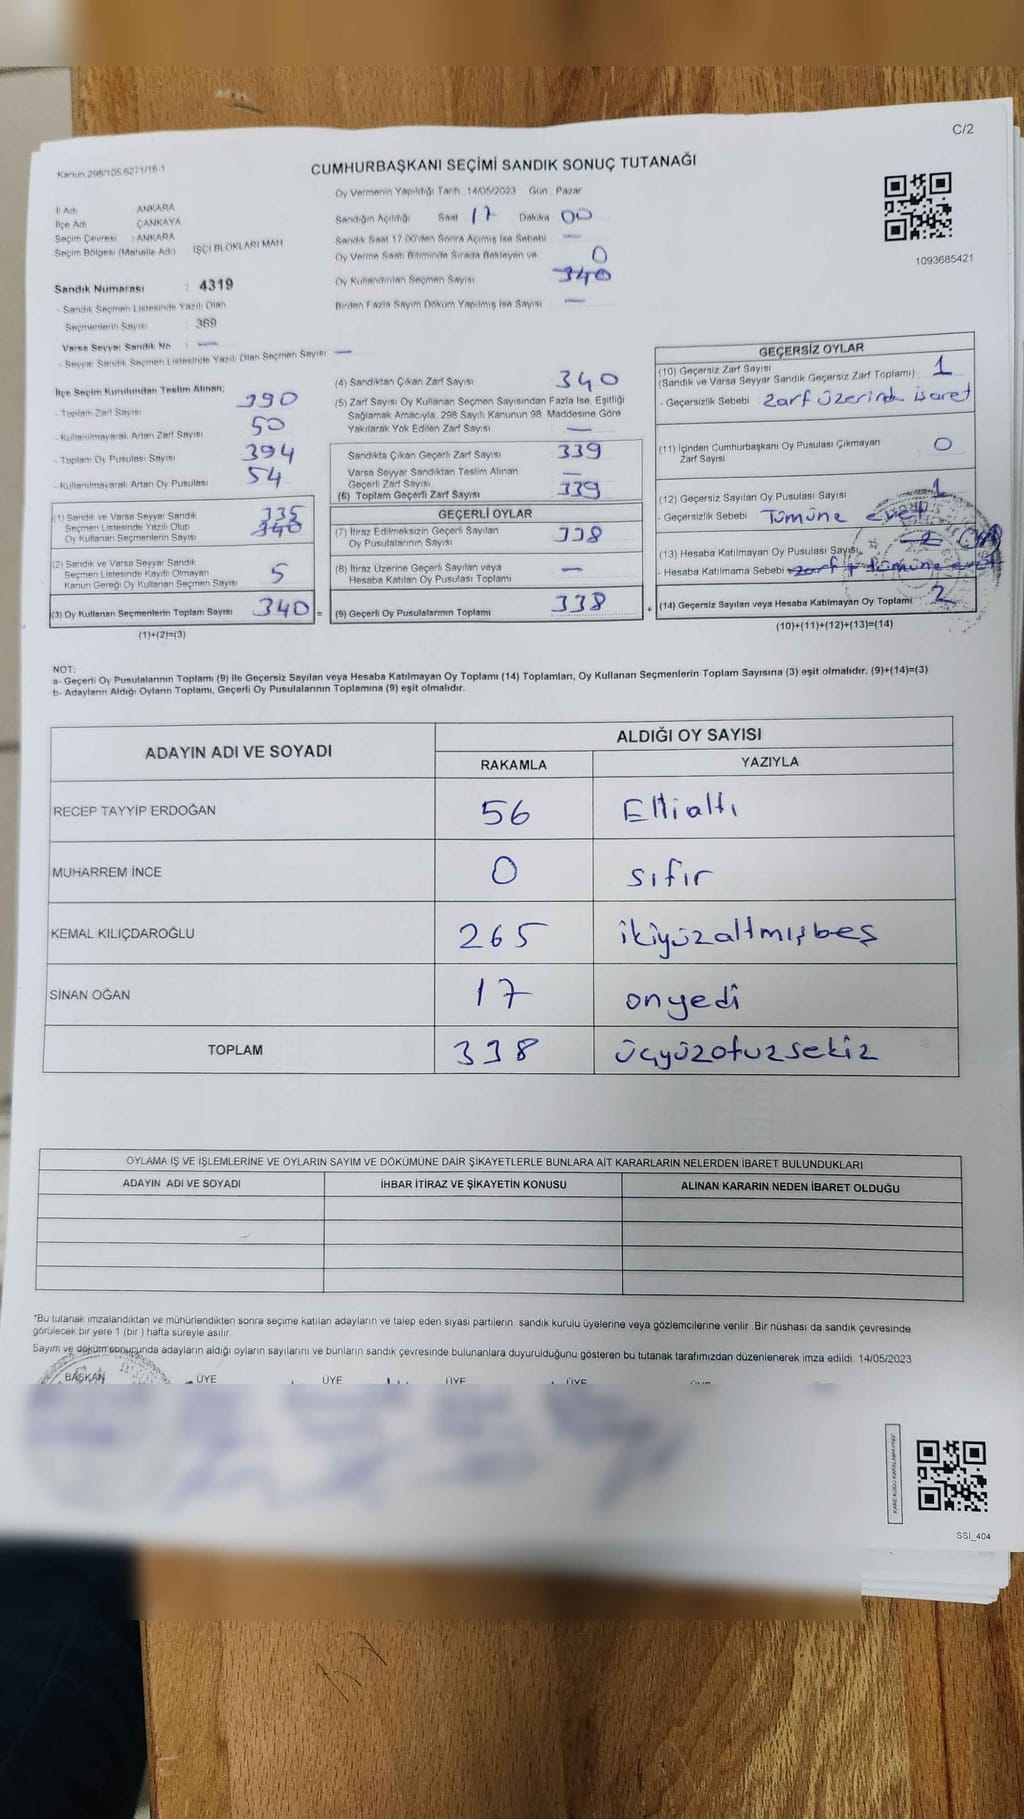 C/2
Kanun.298/105.6271/16-1
CUMHURBAŞKANI SEÇİMİ SANDIK SONUÇ TUTANAĞI
Oy Vermenin Yapıldığı Tarih :14/05/2023 Gün : Pazar
İl Adı : ANKARA
İlçe Adı : ÇANKAYA
Seçim Çevresi : ANKARA
Seçim Bölgesi (Mahalle Adı) : İŞÇİ BLOKLARI MAH
Sandık Numarası : 4319
- Sandık Seçmen Listesinde Yazılı Olan
Seçmenlerin Sayısı : 369
Varsa Seyyar Sandık No : —
- Seyyar Sandık Seçmen Listesinde Yazılı Olan Seçmen Sayısı —
Sandığın Açıldığı Saat 17 Dakika 00
Sandık Saat 17.00'den Sonra Açılmış İse Sebebi —
Oy Verme Saati Bitiminde Sırada Bekleyen ve 0
Oy Kullandırılan Seçmen Sayısı 340
Birden Fazla Sayım Döküm Yapılmış İse Sayısı —
1093685421
İlçe Seçim Kurulundan Teslim Alınan;
- Toplam Zarf Sayısı 390
- Kullanılmayarak Artan Zarf Sayısı 50
- Toplam Oy Pusulası Sayısı 394
- Kullanılmayarak Artan Oy Pusulası 54
(1) Sandık ve Varsa Seyyar Sandık
Seçmen Listesinde Yazılı Olup
Oy Kullanan Seçmenlerin Sayısı 335 340
(2) Sandık ve Varsa Seyyar Sandık
Seçmen Listesinde Kayıtlı Olmayan
Kanun Gereği Oy Kullanan Seçmen Sayısı 5
(3) Oy Kullanan Seçmenlerin Toplam Sayısı 340 =
(1)+(2)=(3)
(4) Sandıktan Çıkan Zarf Sayısı 340
(5) Zarf Sayısı Oy Kullanan Seçmen Sayısından Fazla İse, Eşitliği
Sağlamak Amacıyla, 298 Sayılı Kanunun 98. Maddesine Göre
Yakılarak Yok Edilen Zarf Sayısı —
Sandıkta Çıkan Geçerli Zarf Sayısı 339
Varsa Seyyar Sandıktan Teslim Alınan
Geçerli Zarf Sayısı —
(6) Toplam Geçerli Zarf Sayısı 339
GEÇERLİ OYLAR
(7) İtiraz Edilmeksizin Geçerli Sayılan
Oy Pusulalarının Sayısı 338
(8) İtiraz Üzerine Geçerli Sayılan veya
Hesaba Katılan Oy Pusulası Toplamı —
(9) Geçerli Oy Pusulalarının Toplamı 338 +
GEÇERSİZ OYLAR
(10) Geçersiz Zarf Sayısı
(Sandık ve Varsa Seyyar Sandık Geçersiz Zarf Toplamı) 1
- Geçersizlik Sebebi zarf üzerinde işaret
(11) İçinden Cumhurbaşkanı Oy Pusulası Çıkmayan
Zarf Sayısı 0
(12) Geçersiz Sayılan Oy Pusulası Sayısı 1
- Geçersizlik Sebebi Tümüne evet
(13) Hesaba Katılmayan Oy Pusulası Sayısı 2
- Hesaba Katılmama Sebebi zarf + tümüne evet
(14) Geçersiz Sayılan veya Hesaba Katılmayan Oy Toplamı 2
(10)+(11)+(12)+(13)=(14)
NOT:
a- Geçerli Oy Pusulalarının Toplamı (9) ile Geçersiz Sayılan veya Hesaba Katılmayan Oy Toplamı (14) Toplamları, Oy Kullanan Seçmenlerin Toplam Sayısına (3) eşit olmalıdır. (9)+(14)=(3)
b- Adayların Aldığı Oyların Toplamı, Geçerli Oy Pusulalarının Toplamına (9) eşit olmalıdır.
ADAYIN ADI VE SOYADI
ALDIĞI OY SAYISI
RAKAMLA YAZIYLA
RECEP TAYYİP ERDOĞAN 56 Ellialtı
MUHARREM İNCE 0 sıfır
KEMAL KILIÇDAROĞLU 265 ikiyüzaltmışbeş
SİNAN OĞAN 17 onyedi
TOPLAM 338 üçyüzotuzsekiz
OYLAMA İŞ VE İŞLEMLERİNE VE OYLARIN SAYIM VE DÖKÜMÜNE DAİR ŞİKAYETLERLE BUNLARA AİT KARARLARIN NELERDEN İBARET BULUNDUKLARI
ADAYIN ADI VE SOYADI İHBAR İTİRAZ VE ŞİKAYETİN KONUSU ALINAN KARARIN NEDEN İBARET OLDUĞU
*Bu tutanak imzalandıktan ve mühürlendikten sonra seçime katılan adayların ve talep eden siyasi partilerin sandık kurulu üyelerine veya gözlemcilerine verilir. Bir nüshası da sandık çevresinde
görülecek bir yere 1 (bir ) hafta süreyle asılır.
Sayım ve döküm sonucunda adayların aldığı oyların sayılarını ve bunların sandık çevresinde bulunanlara duyurulduğunu gösteren bu tutanak tarafımızdan düzenlenerek imza edildi. 14/05/2023
BAŞKAN ÜYE ÜYE ÜYE ÜYE
SSI_404